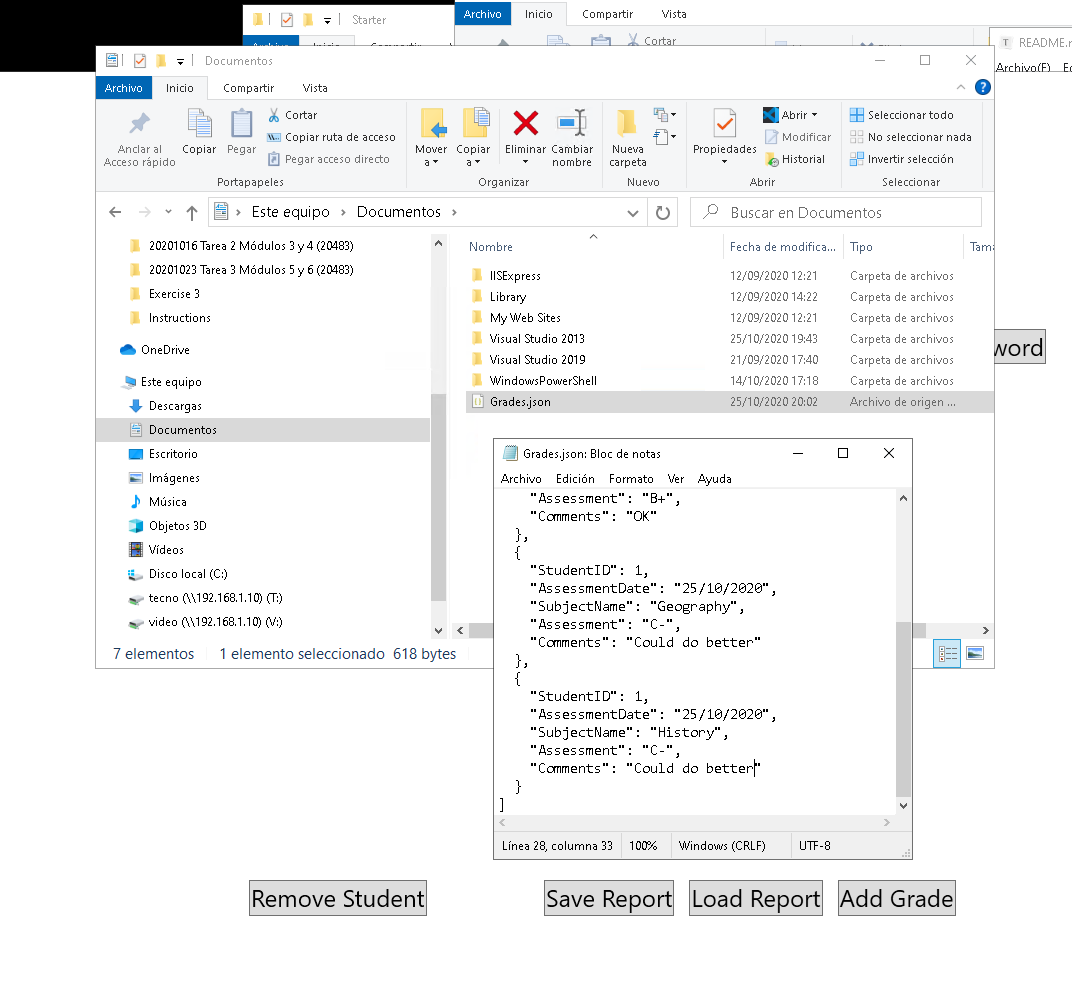 Starter
Archivo Inicio Compartir Vista
Cortar
README.r
Archivo(F)
Documentos
Archivo Inicio Compartir Vista
Anclar al Acceso rápido
Copiar
Pegar
Cortar
Copiar ruta de acceso
Pegar acceso directo
Portapapeles
Mover a
Copiar a
Eliminar
Cambiar nombre
Organizar
Nueva carpeta
Nuevo
Propiedades
Abrir
Modificar
Historial
Abrir
Seleccionar todo
No seleccionar nada
Invertir selección
Seleccionar
Este equipo > Documentos >
Buscar en Documentos
20201016 Tarea 2 Módulos 3 y 4 (20483)
20201023 Tarea 3 Módulos 5 y 6 (20483)
Exercise 3
Instructions
OneDrive
Este equipo
Descargas
Documentos
Escritorio
Imágenes
Música
Objetos 3D
Vídeos
Disco local (C:)
tecno (\\192.168.1.10) (T:)
video (\\192.168.1.10) (V:)
Nombre Fecha de modifica... Tipo Tama
IISExpress 12/09/2020 12:21 Carpeta de archivos
Library 12/09/2020 14:22 Carpeta de archivos
My Web Sites 12/09/2020 12:21 Carpeta de archivos
Visual Studio 2013 25/10/2020 19:43 Carpeta de archivos
Visual Studio 2019 21/09/2020 17:40 Carpeta de archivos
WindowsPowerShell 14/10/2020 17:18 Carpeta de archivos
Grades.json 25/10/2020 20:02 Archivo de origen ...
7 elementos 1 elemento seleccionado 618 bytes
word
Grades.json: Bloc de notas
Archivo Edición Formato Ver Ayuda
"Assessment": "B+",
"Comments": "OK"
},
{
"StudentID": 1,
"AssessmentDate": "25/10/2020",
"SubjectName": "Geography",
"Assessment": "C-",
"Comments": "Could do better"
},
{
"StudentID": 1,
"AssessmentDate": "25/10/2020",
"SubjectName": "History",
"Assessment": "C-",
"Comments": "Could do better"
}
]
Línea 28, columna 33 100% Windows (CRLF) UTF-8
Remove Student Save Report Load Report Add Grade